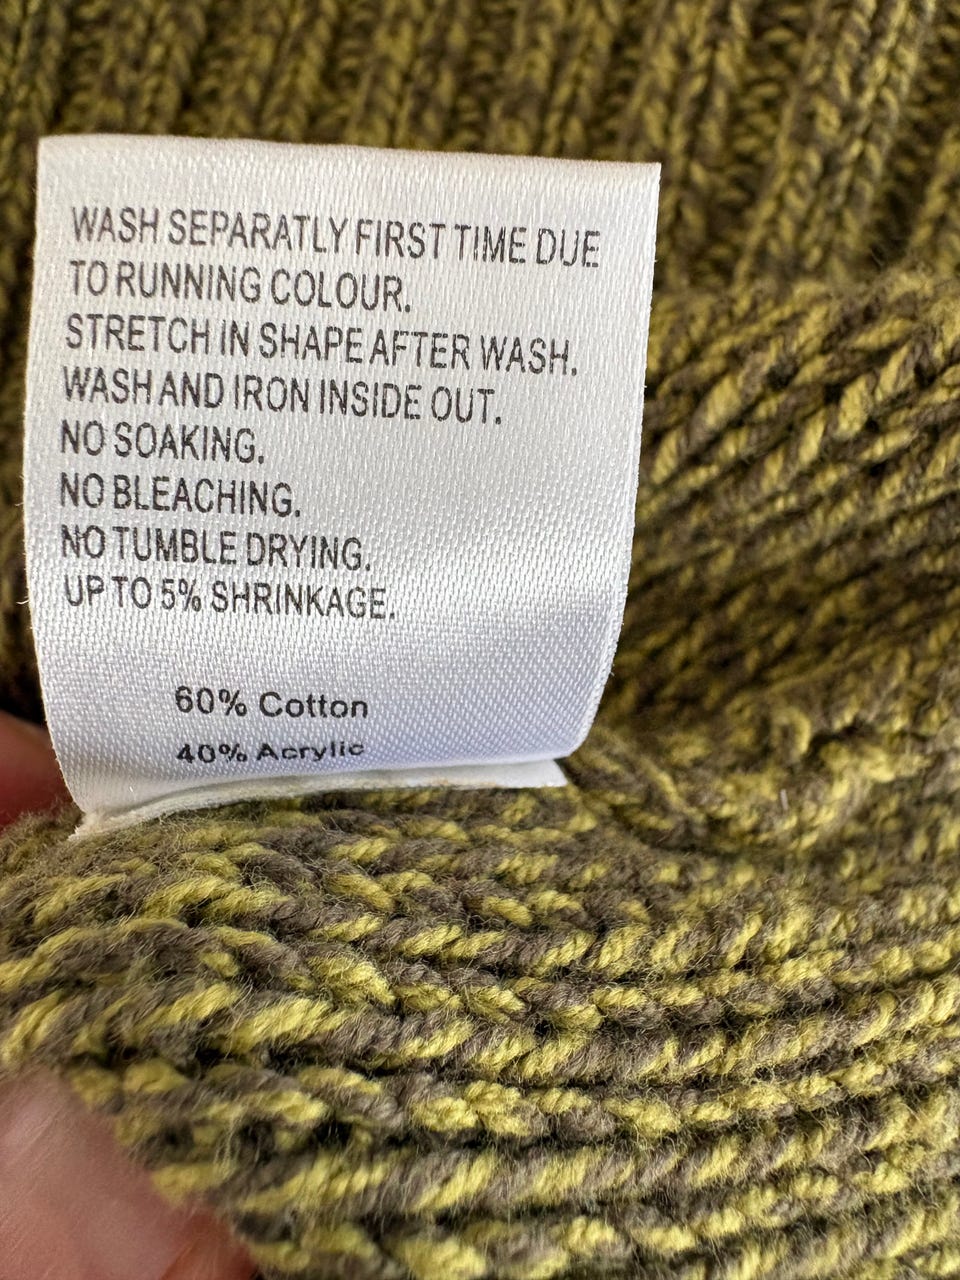 WASH SEPARATLY FIRST TIME DUE
TO RUNNING COLOUR.
STRETCH IN SHAPE AFTER WASH.
WASH AND IRON INSIDE OUT.
NO SOAKING.
NO BLEACHING.
NO TUMBLE DRYING.
UP TO 5% SHRINKAGE.
60% Cotton
40% Acrylic